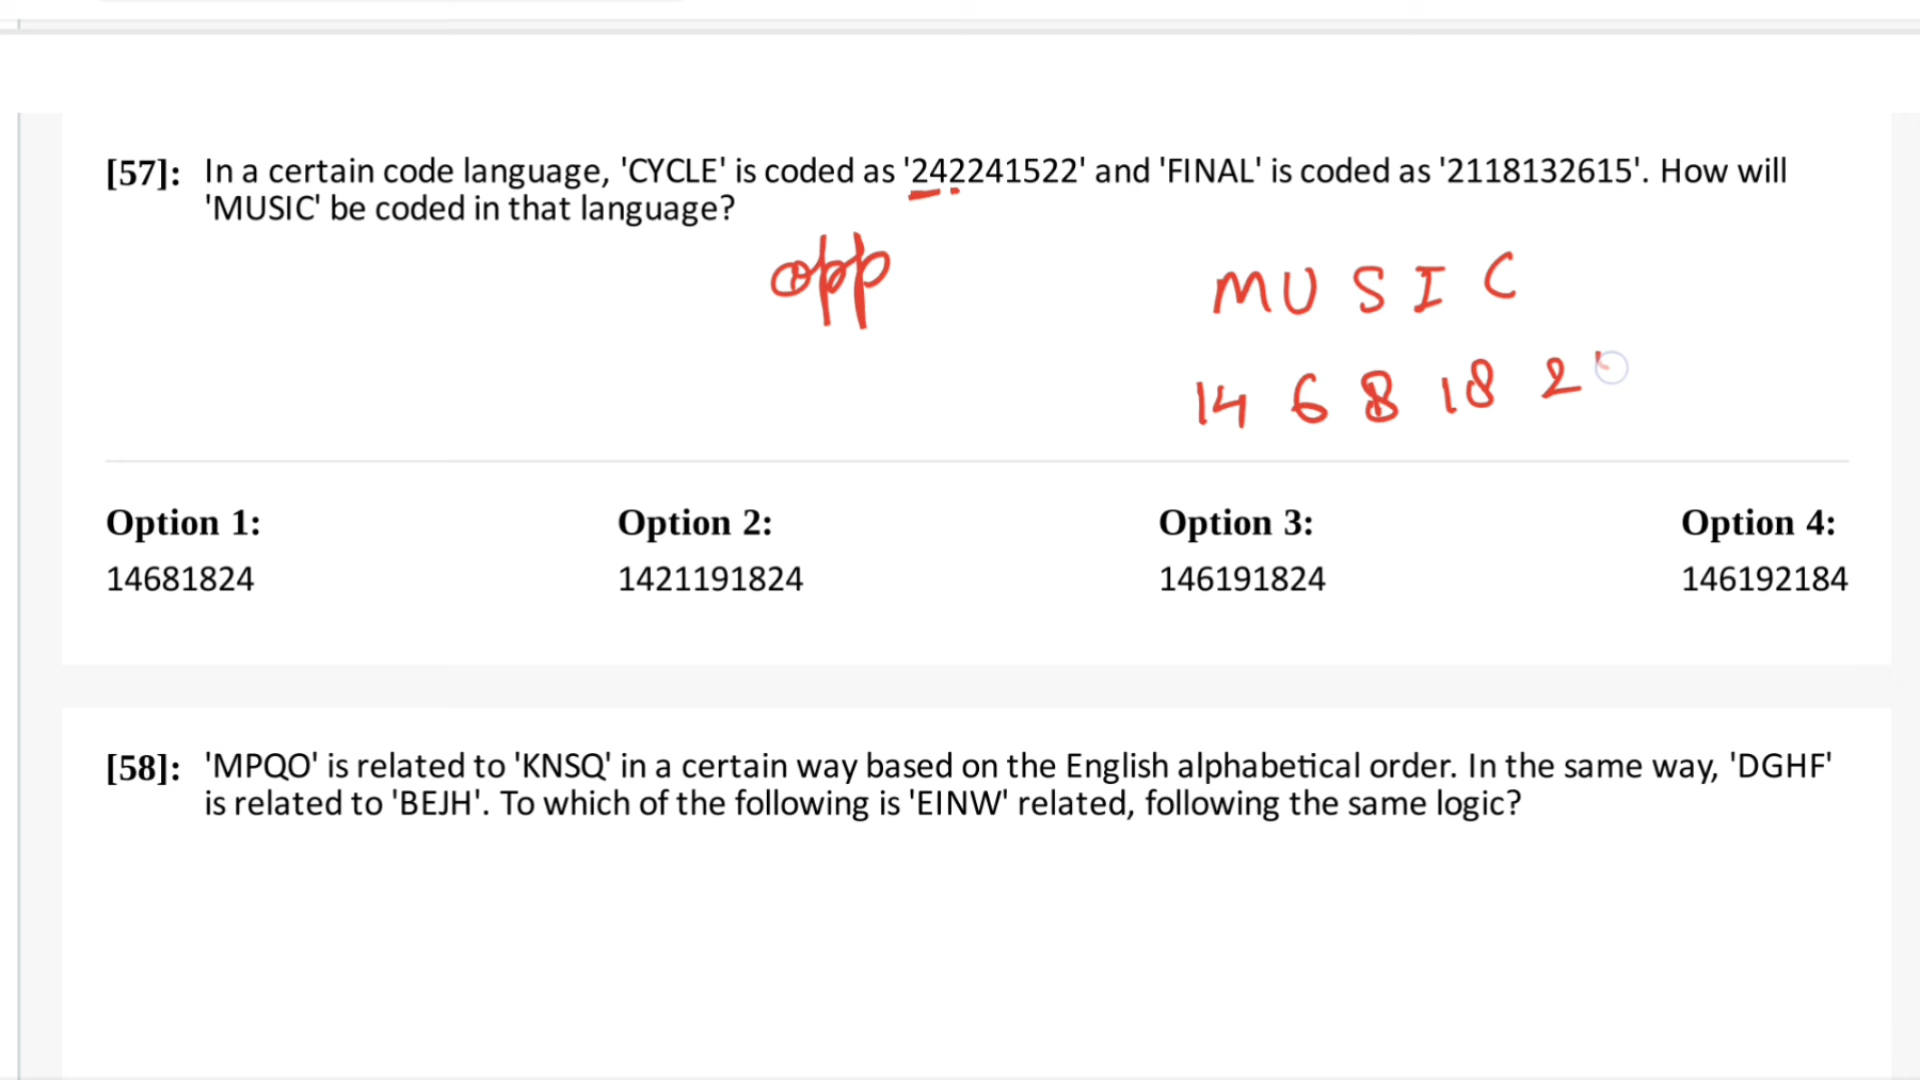 [57]: In a certain code language, 'CYCLE' is coded as '242241522' and 'FINAL' is coded as '2118132615'. How will
'MUSIC' be coded in that language?
opp
M U S I C
14 6 8 18 2
Option 1: Option 2: Option 3: Option 4:
14681824 1421191824 146191824 146192184
[58]: 'MPQO' is related to 'KNSQ' in a certain way based on the English alphabetical order. In the same way, 'DGHF'
is related to 'BEJH'. To which of the following is 'EINW' related, following the same logic?